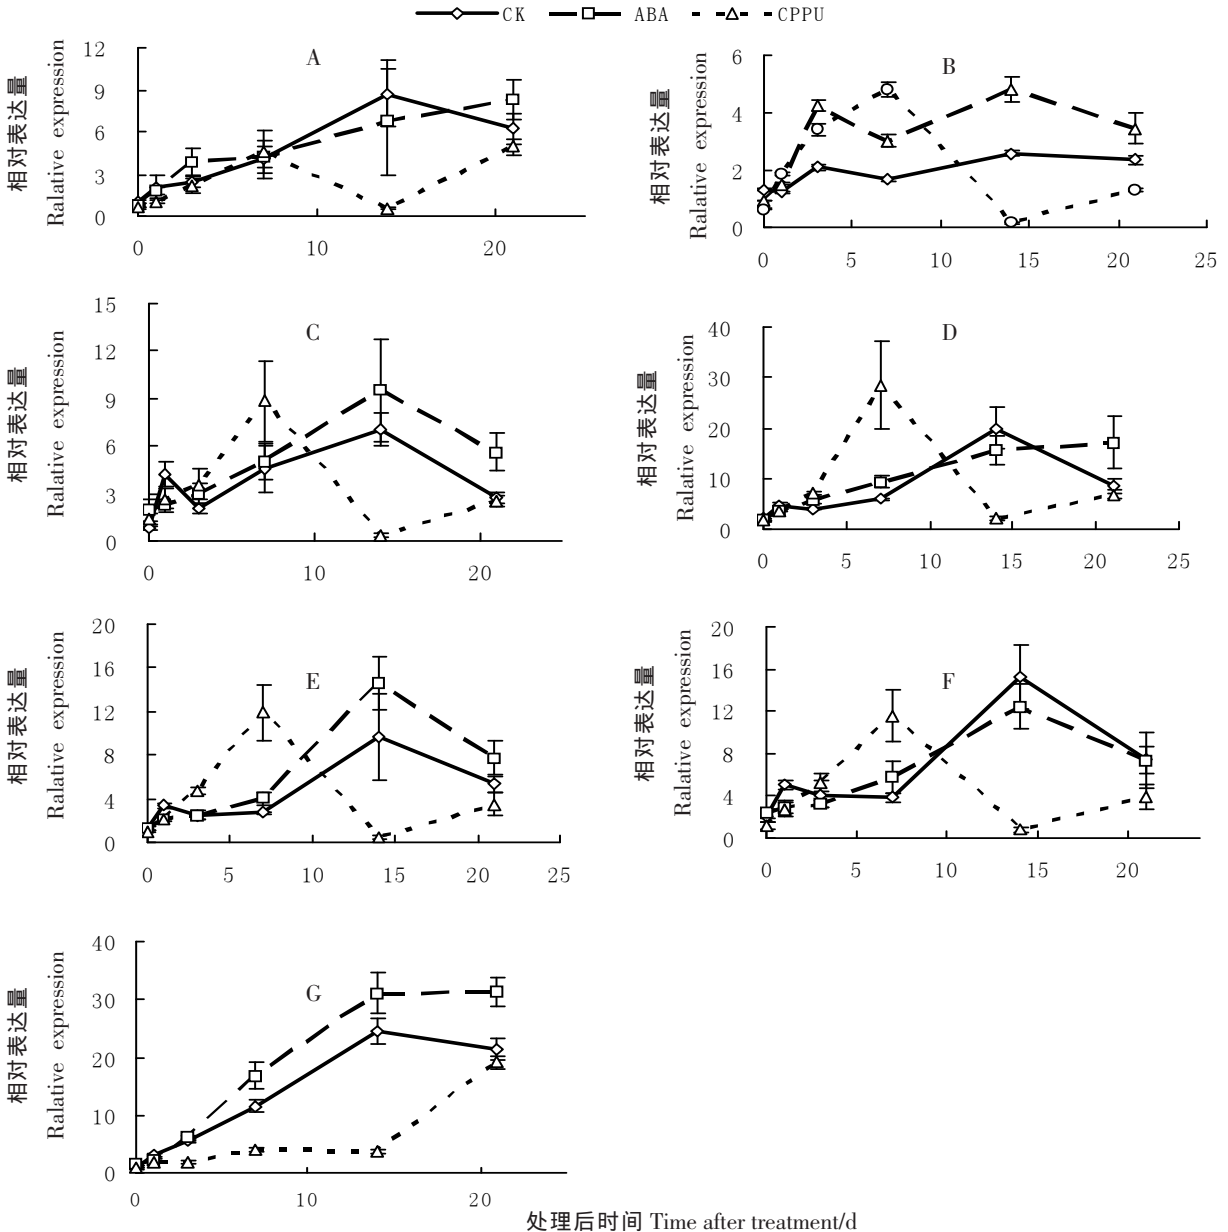 CK ABA CPPU
A
相对表达量
Ralative expression
12
9
6
3
0
0 10 20
B
相对表达量
Ralative expression
6
4
2
0
0 5 10 15 20 25
C
相对表达量
Ralative expression
15
12
9
6
3
0
0 10 20
D
相对表达量
Ralative expression
40
30
20
10
0
0 5 10 15 20 25
E
相对表达量
Ralative expression
20
16
12
8
4
0
0 5 10 15 20 25
F
相对表达量
Ralative expression
20
16
12
8
4
0
0 5 10 15 20
G
相对表达量
Ralative expression
40
30
20
10
0
0 10 20
处理后时间 Time after treatment/d